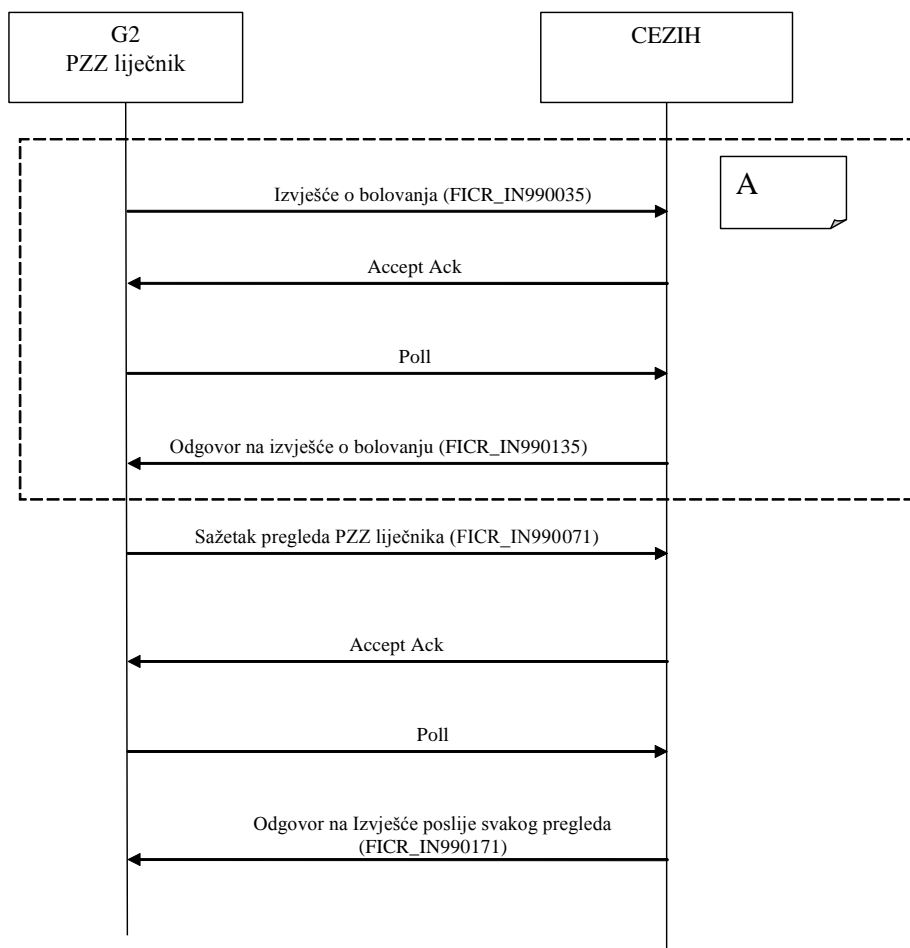 G2
PZZ liječnik
CEZIH
A
Izvješće o bolovanja (FICR_IN990035)
Accept Ack
Poll
Odgovor na izvješće o bolovanju (FICR_IN990135)
Sažetak pregleda PZZ liječnika (FICR_IN990071)
Accept Ack
Poll
Odgovor na Izvješće poslije svakog pregleda
(FICR_IN990171)